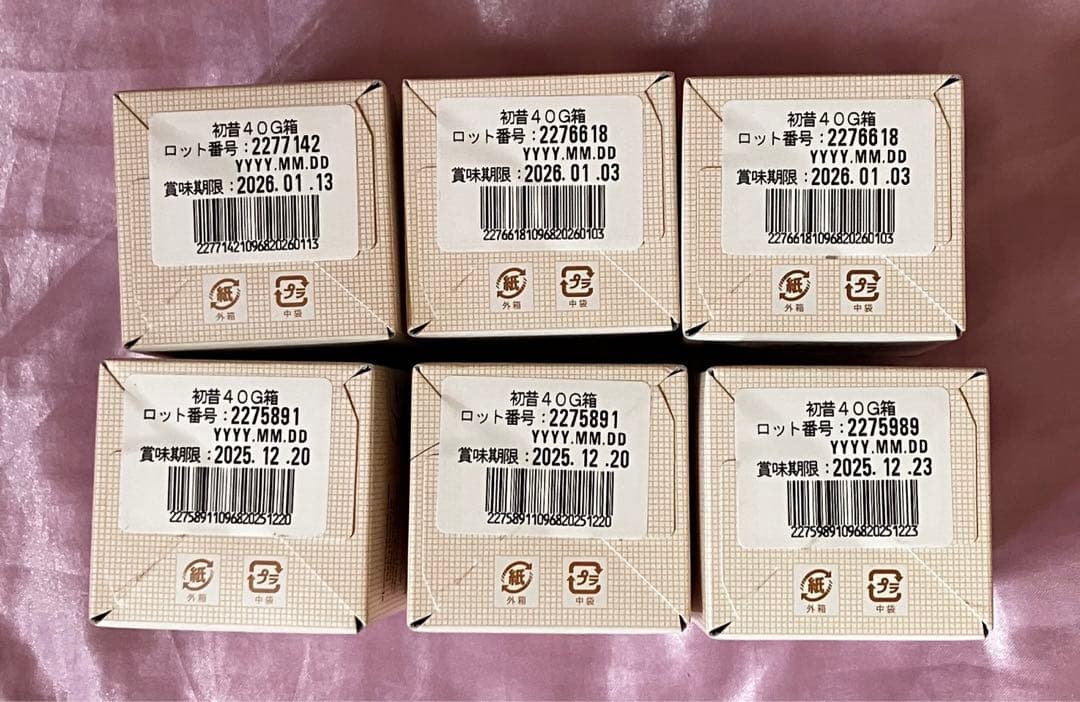 初昔40G箱
ロット番号:2277142
YYYY.MM.DD
賞味期限:2026.01.13
22771421096820260113
紙
外箱
プラ
中袋
初昔40G箱
ロット番号:2276618
YYYY.MM.DD
賞味期限:2026.01.03
22766181096820260103
紙
外箱
プラ
中袋
初昔40G箱
ロット番号:2276618
YYYY.MM.DD
賞味期限:2026.01.03
22766181096820260103
紙
外箱
プラ
中袋
初昔40G箱
ロット番号:2275891
YYYY.MM.DD
賞味期限:2025.12.20
22758911096820251220
紙
外箱
プラ
中袋
初昔40G箱
ロット番号:2275891
YYYY.MM.DD
賞味期限:2025.12.20
22758911096820251220
紙
外箱
プラ
中袋
初昔40G箱
ロット番号:2275989
YYYY.MM.DD
賞味期限:2025.12.23
22759891096820251223
紙
外箱
プラ
中袋